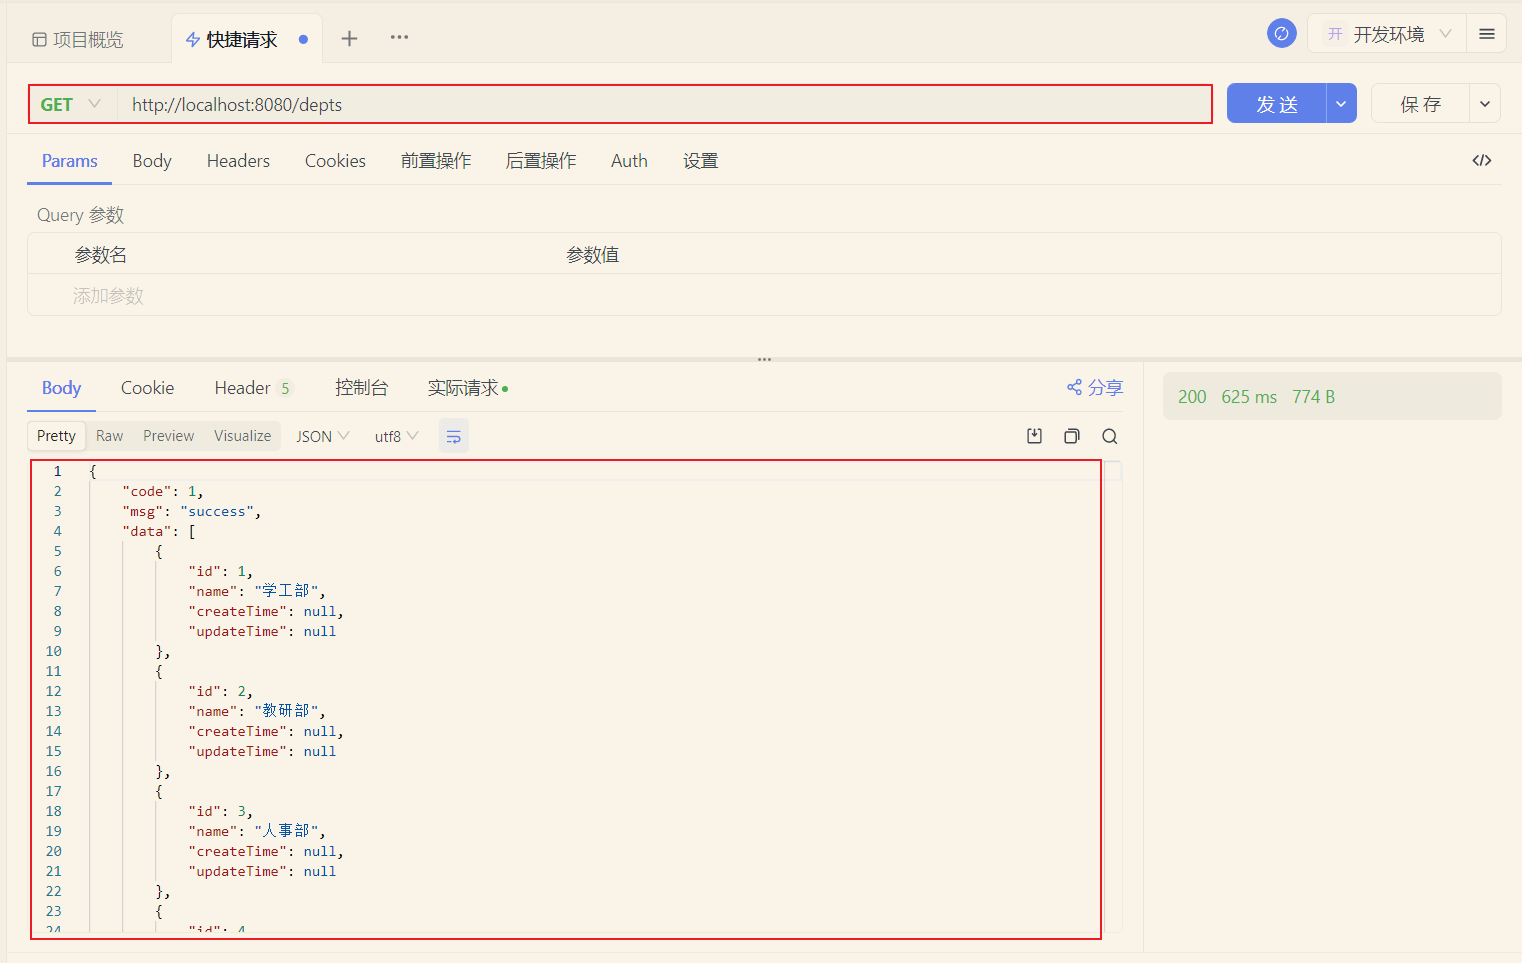 项目概览
快捷请求
开 开发环境
GET http://localhost:8080/depts
发 送
保 存
Params Body Headers Cookies 前置操作 后置操作 Auth 设置
Query 参数
参数名 参数值
添加参数
Body Cookie Header 5 控制台 实际请求
分享
200 625 ms 774 B
Pretty Raw Preview Visualize JSON utf8
1 {
2 "code": 1,
3 "msg": "success",
4 "data": [
5 {
6 "id": 1,
7 "name": "学工部",
8 "createTime": null,
9 "updateTime": null
10 },
11 {
12 "id": 2,
13 "name": "教研部",
14 "createTime": null,
15 "updateTime": null
16 },
17 {
18 "id": 3,
19 "name": "人事部",
20 "createTime": null,
21 "updateTime": null
22 },
23 {
24 "id": 4